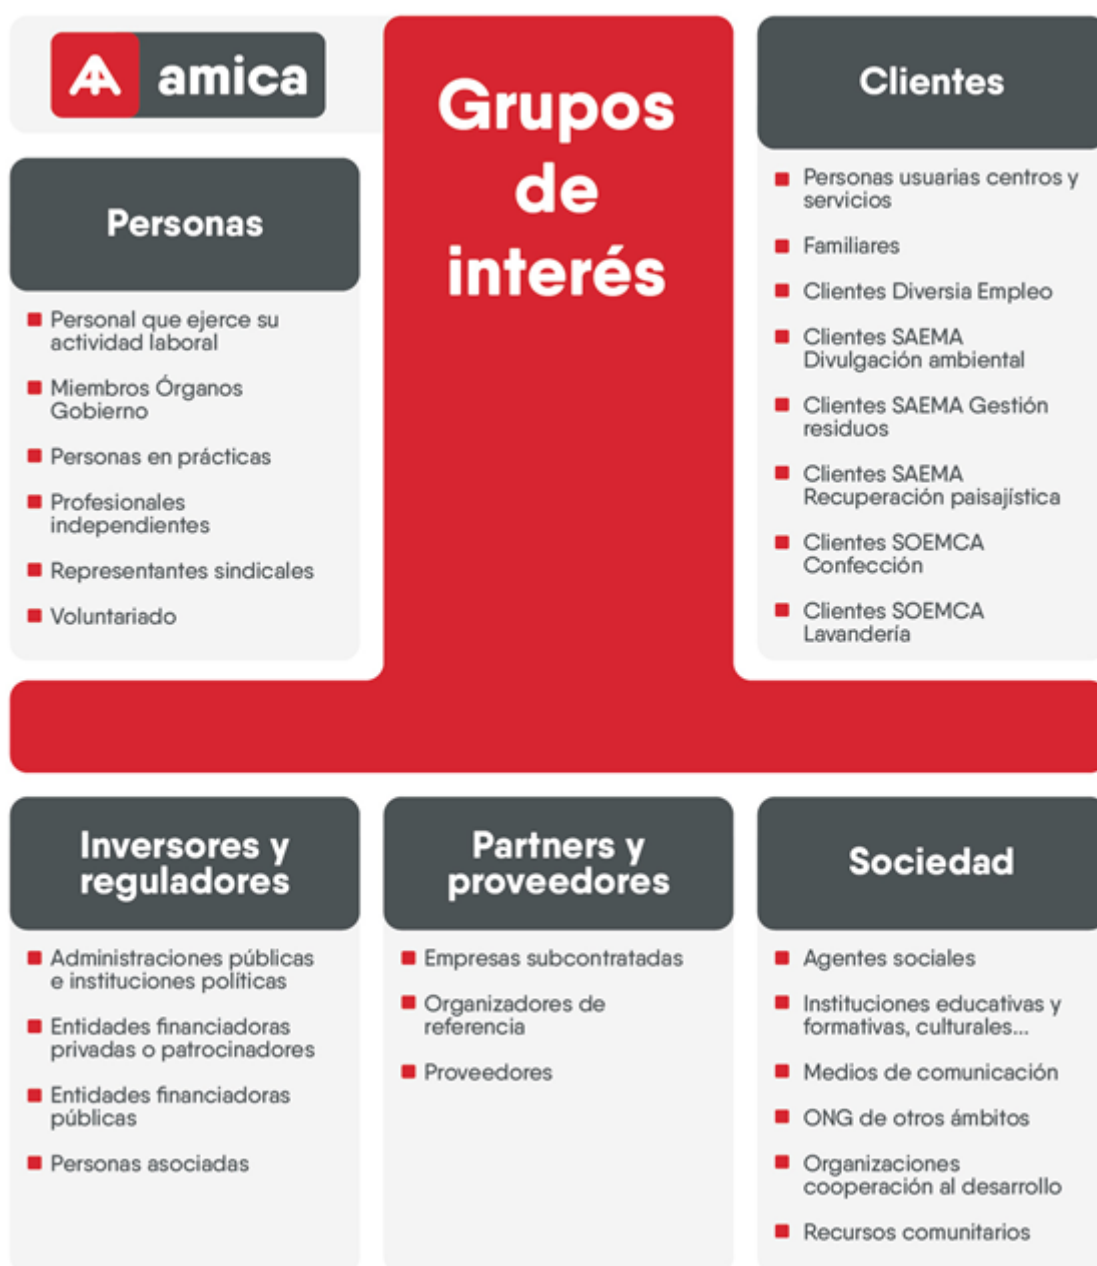 amica
Grupos
de
interés
Personas
Personal que ejerce su
actividad laboral
Miembros Órganos
Gobierno
Personas en prácticas
Profesionales
independientes
Representantes sindicales
Voluntariado
Clientes
Personas usuarias centros y
servicios
Familiares
Clientes Diversia Empleo
Clientes SAEMA
Divulgación ambiental
Clientes SAEMA Gestión
residuos
Clientes SAEMA
Recuperación paisajística
Clientes SOEMCA
Confección
Clientes SOEMCA
Lavandería
Inversores y
reguladores
Administraciones públicas
e instituciones políticas
Entidades financiadoras
privadas o patrocinadores
Entidades financiadoras
públicas
Personas asociadas
Partners y
proveedores
Empresas subcontratadas
Organizadores de
referencia
Proveedores
Sociedad
Agentes sociales
Instituciones educativas y
formativas, culturales...
Medios de comunicación
ONG de otros ámbitos
Organizaciones
cooperación al desarrollo
Recursos comunitarios